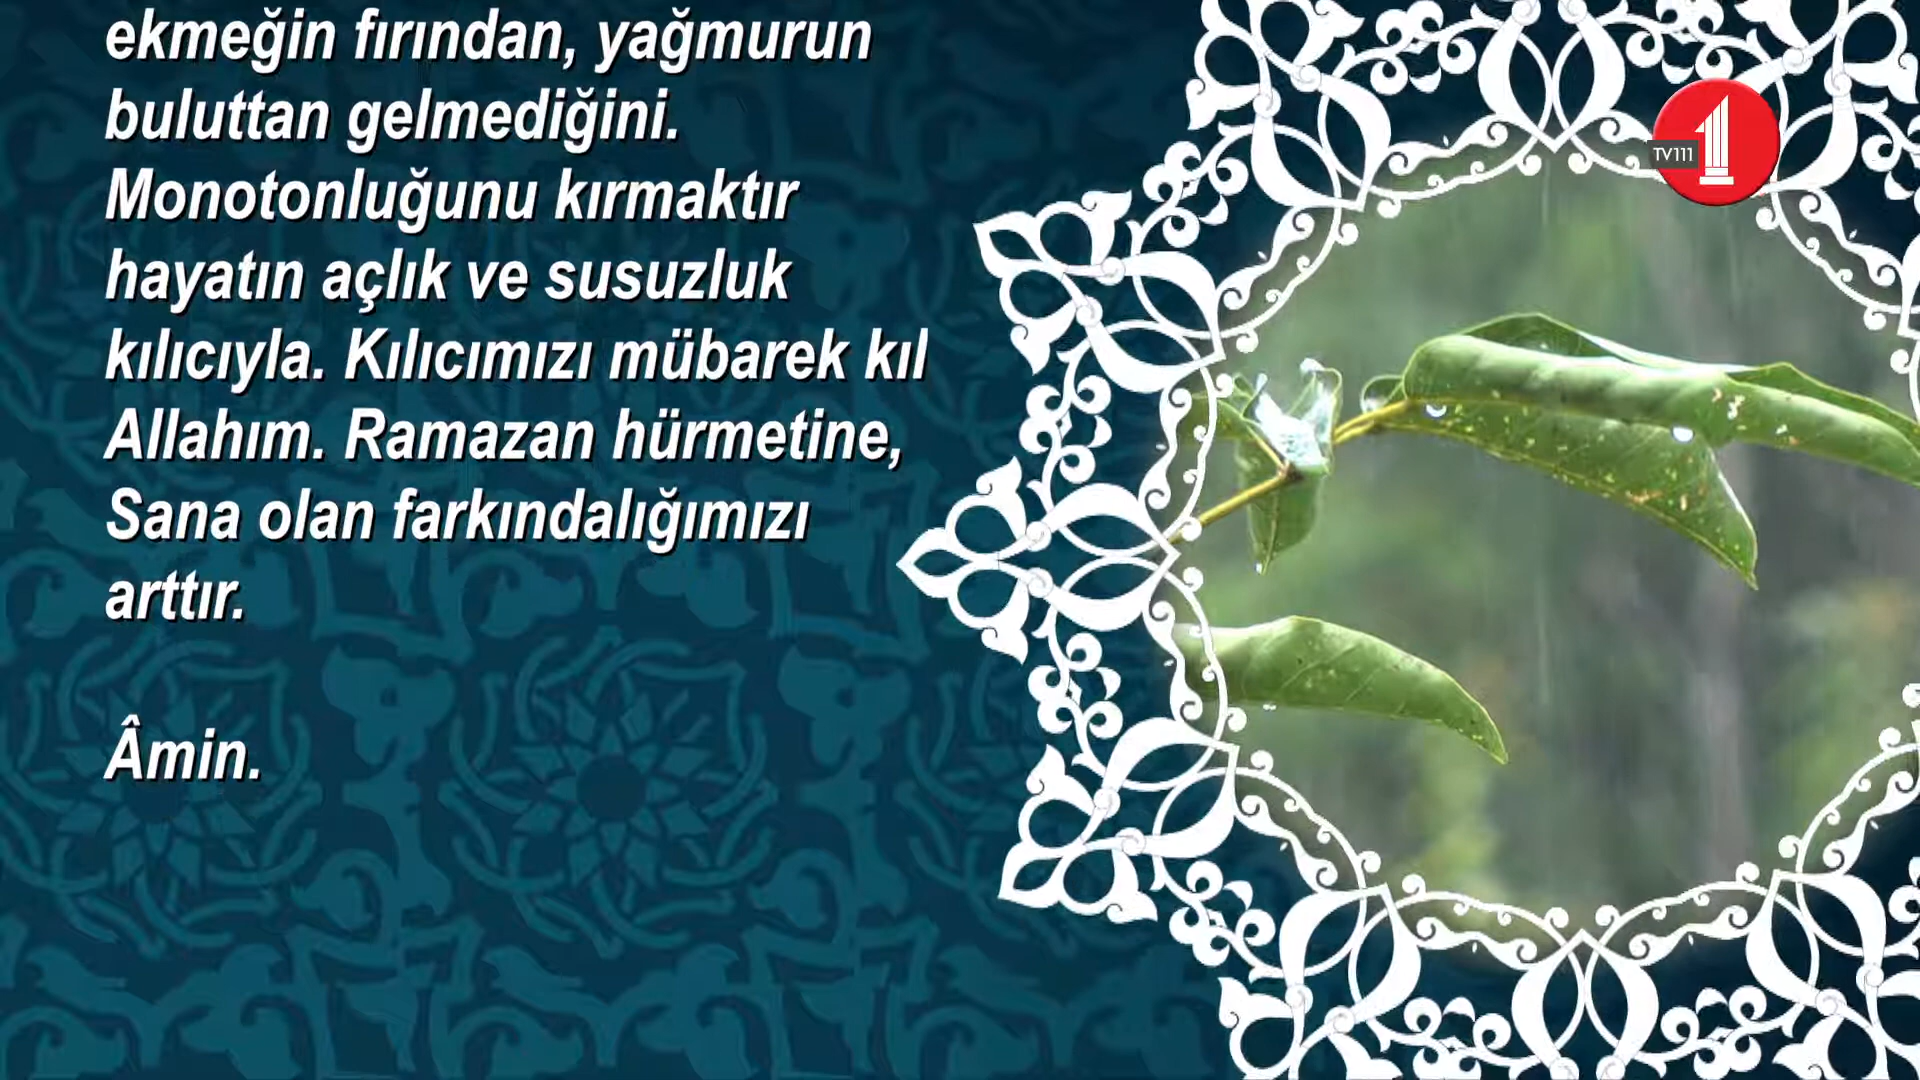 ekmeğin fırından, yağmurun
buluttan gelmediğini.
Monotonluğunu kırmaktır
hayatın açlık ve susuzluk
kılıcıyla. Kılıcımızı mübarek kıl
Allahım. Ramazan hürmetine,
Sana olan farkındalığımızı
arttır.
Âmin.
TV111
1